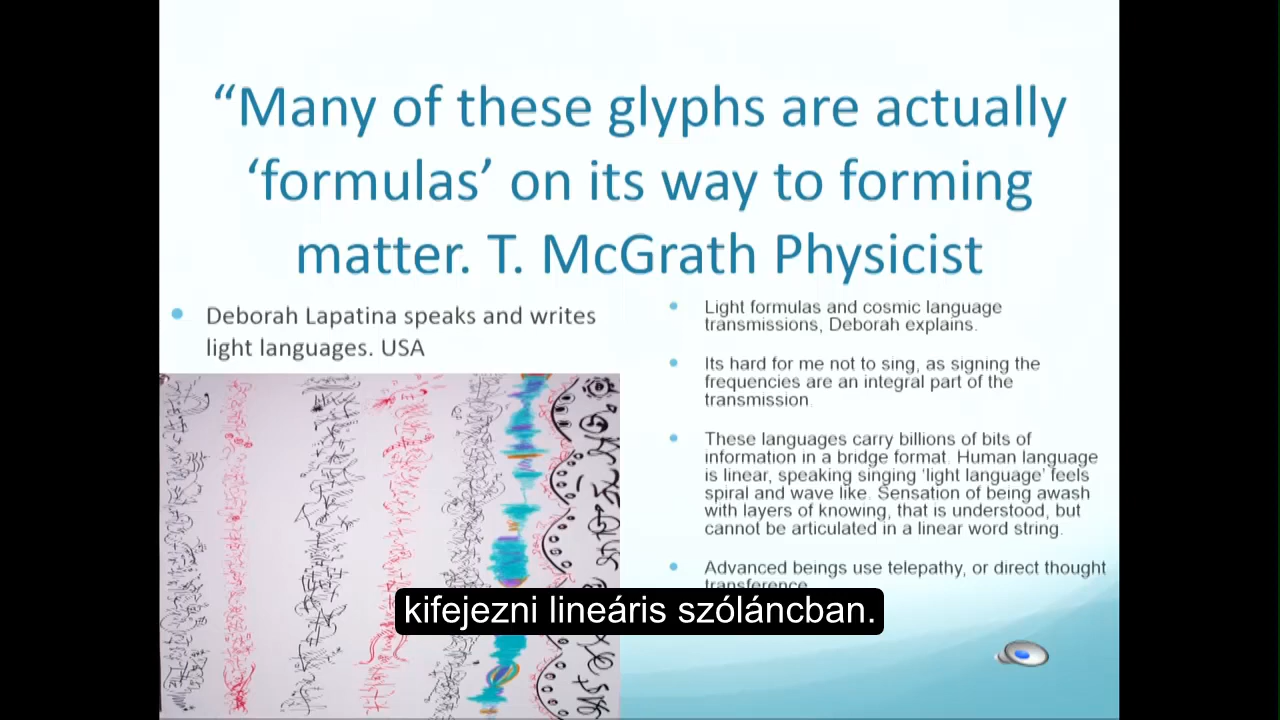 “Many of these glyphs are actually
‘formulas’ on its way to forming
matter. T. McGrath Physicist
Deborah Lapatina speaks and writes
light languages. USA
Light formulas and cosmic language
transmissions, Deborah explains.
Its hard for me not to sing, as signing the
frequencies are an integral part of the
transmission.
These languages carry billions of bits of
information in a bridge format. Human language
is linear, speaking singing ‘light language’ feels
spiral and wave like. Sensation of being awash
with layers of knowing, that is understood, but
cannot be articulated in a linear word string.
Advanced beings use telepathy, or direct thought
transference
kifejezni lineáris szóláncban.